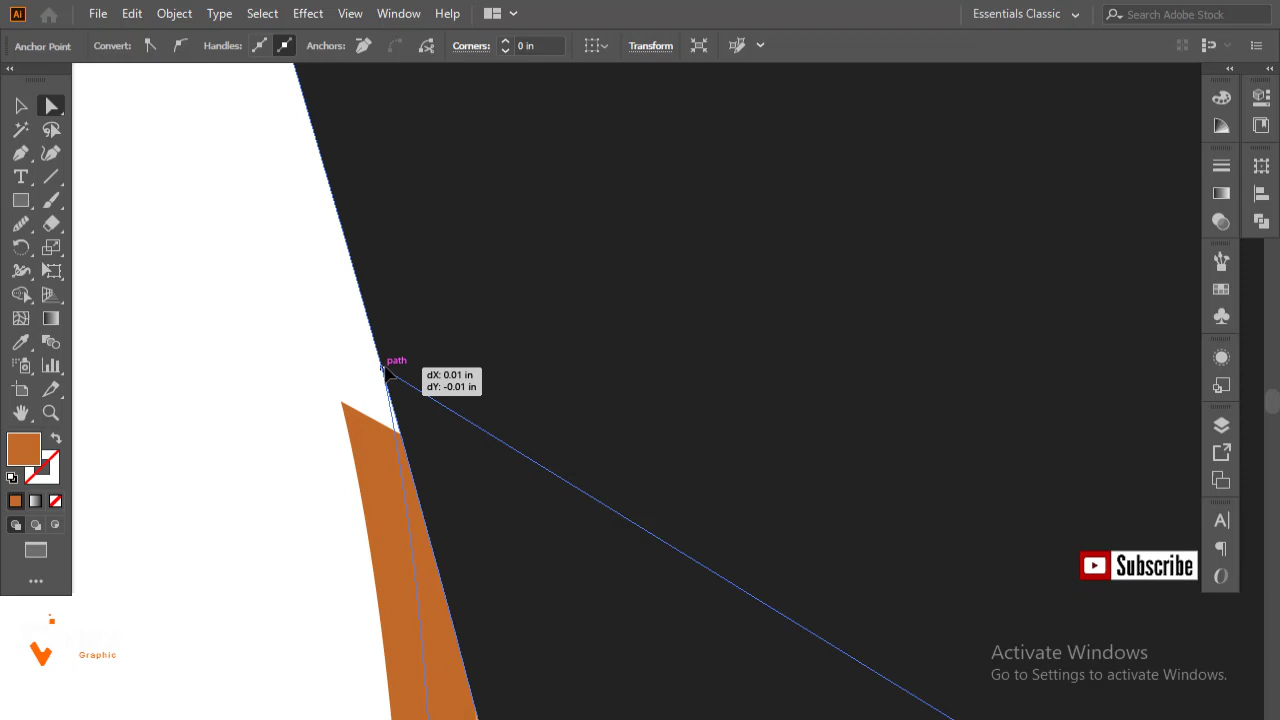 Ai File Edit Object Type Select Effect View Window Help Essentials Classic Search Adobe Stock
Anchor Point Convert: Handles: Anchors: Corners: 0 in Transform
path
dX: 0.01 in
dY: -0.01 in
Subscribe
Activate Windows
Go to Settings to activate Windows.
Graphic